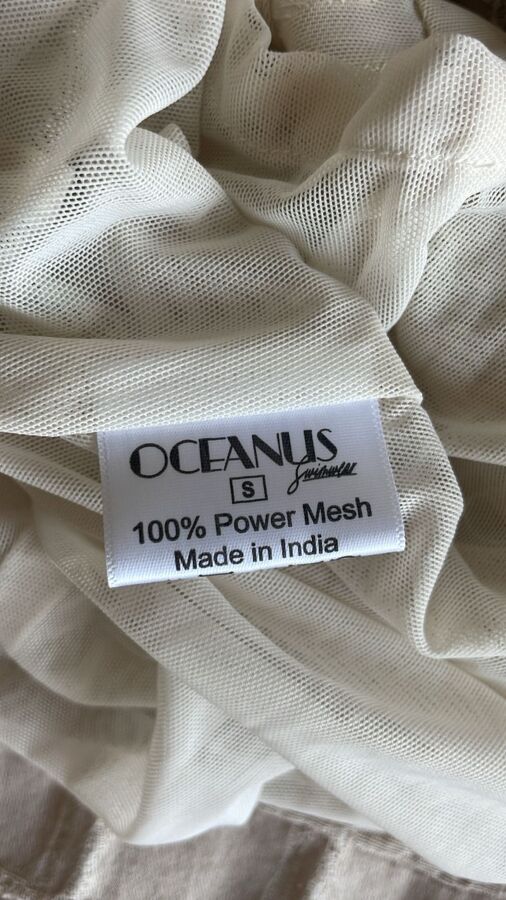 OCEANUS
Swimwear
S
100% Power Mesh
Made in India